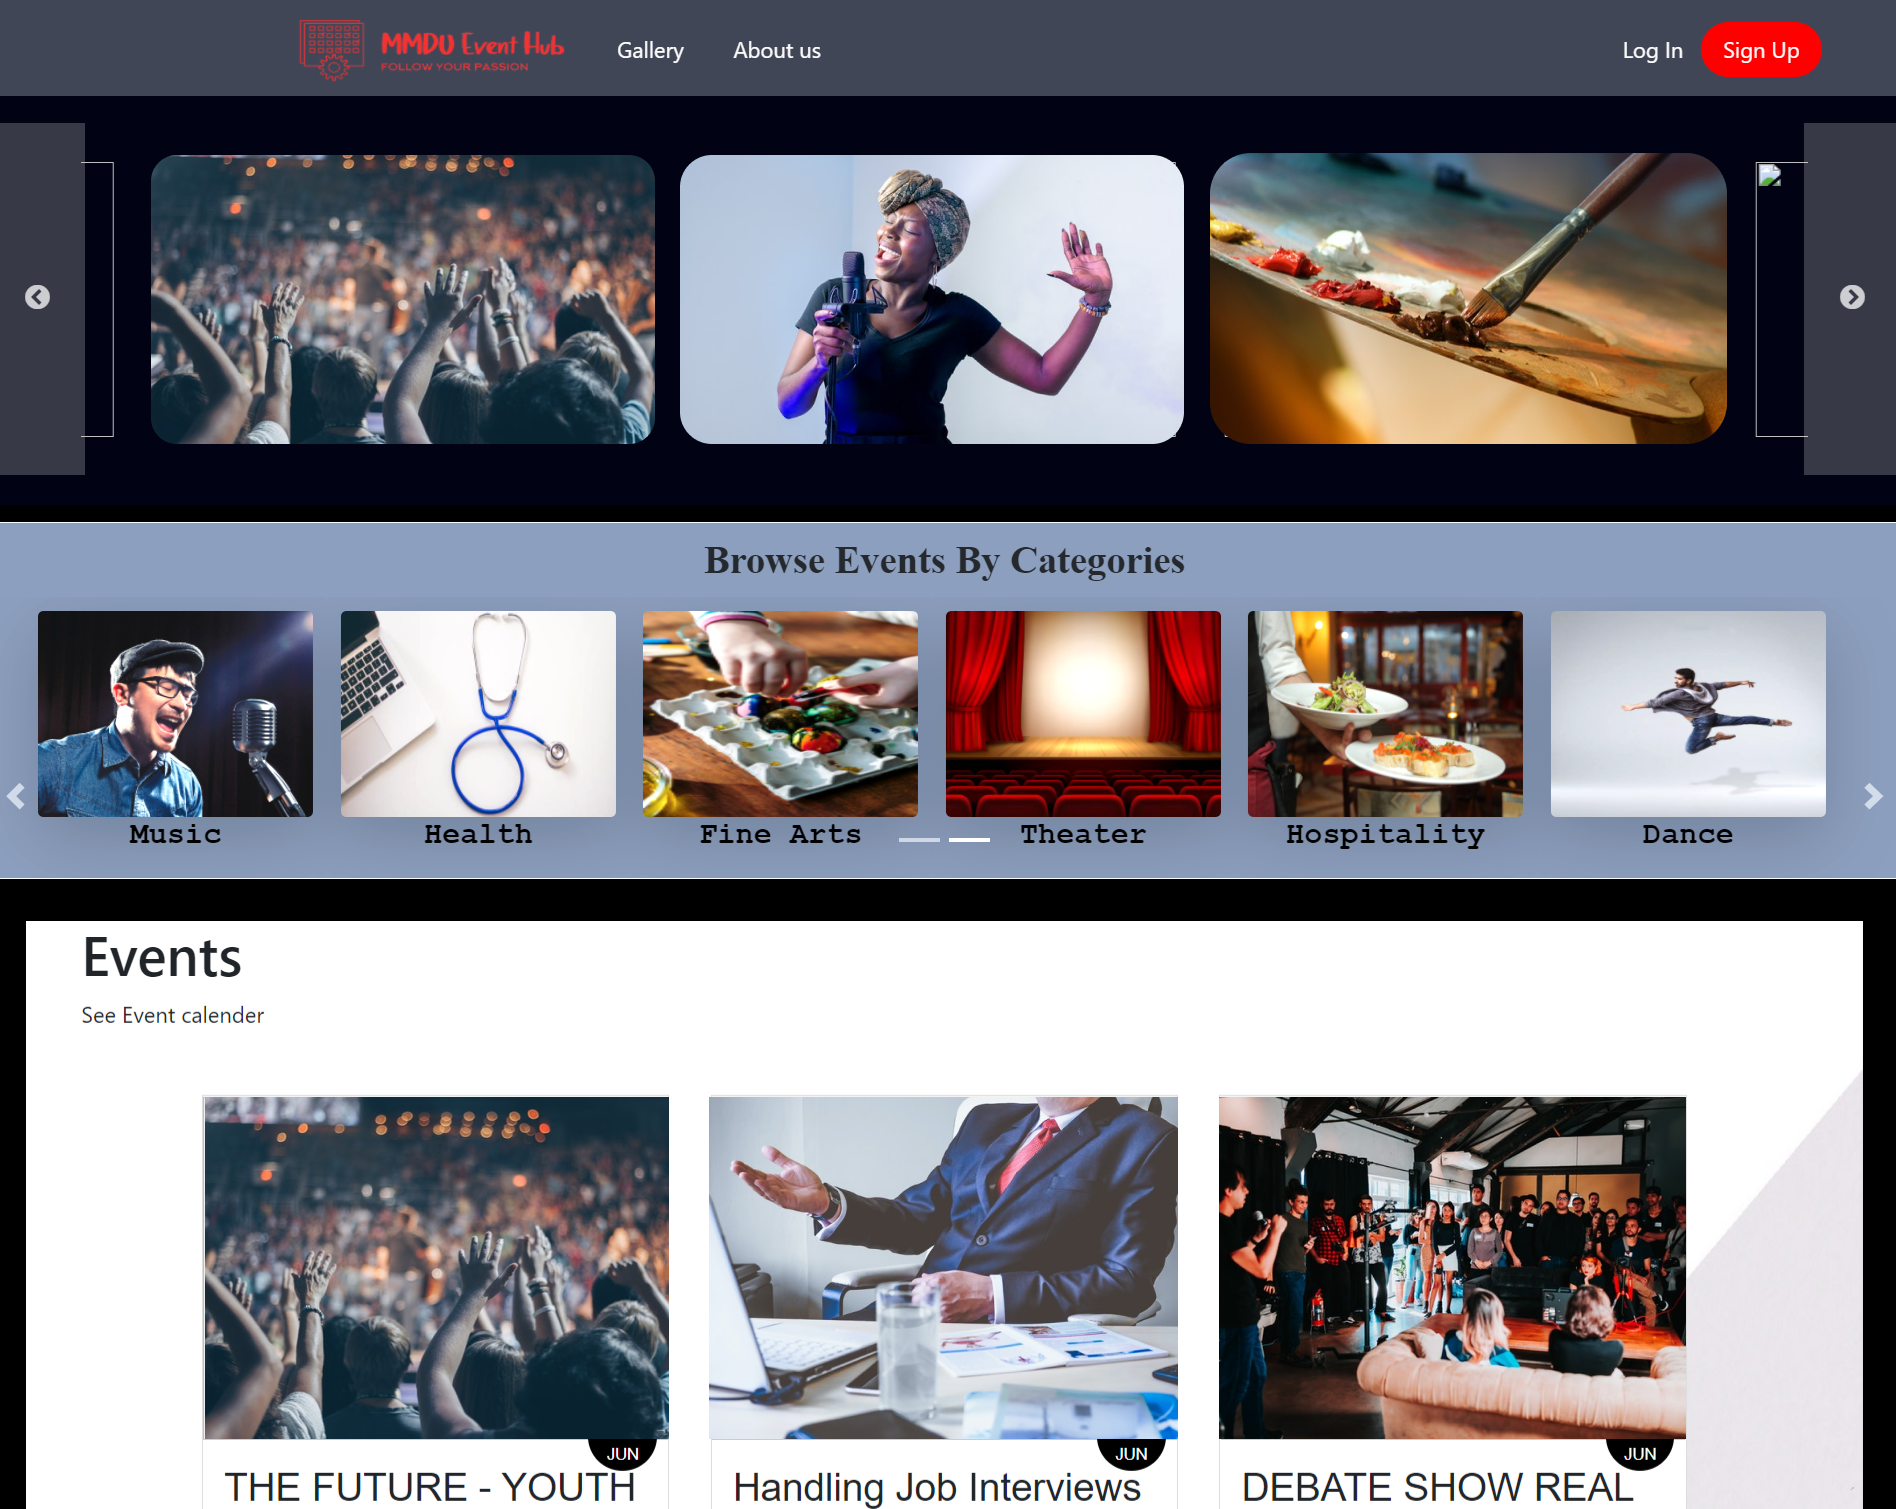 MMDU Event Hub
FOLLOW YOUR PASSION
Gallery
About us
Log In
Sign Up
Browse Events By Categories
Music
Health
Fine Arts
Theater
Hospitality
Dance
Events
See Event calender
JUN
JUN
JUN
THE FUTURE - YOUTH
Handling Job Interviews
DEBATE SHOW REAL